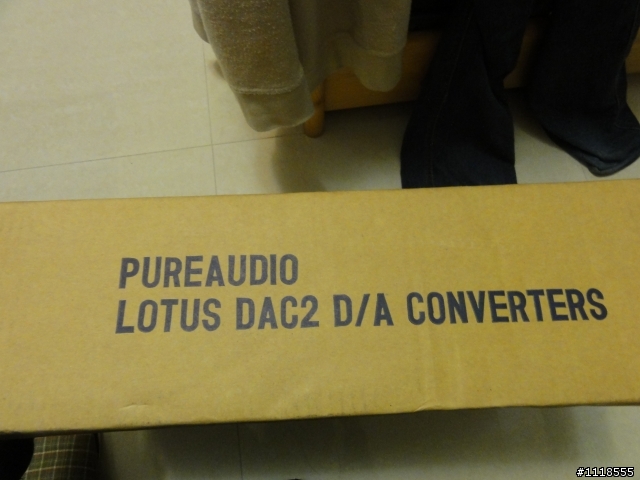 PUREAUDIO
LOTUS DAC2 D/A CONVERTERS
#1118555